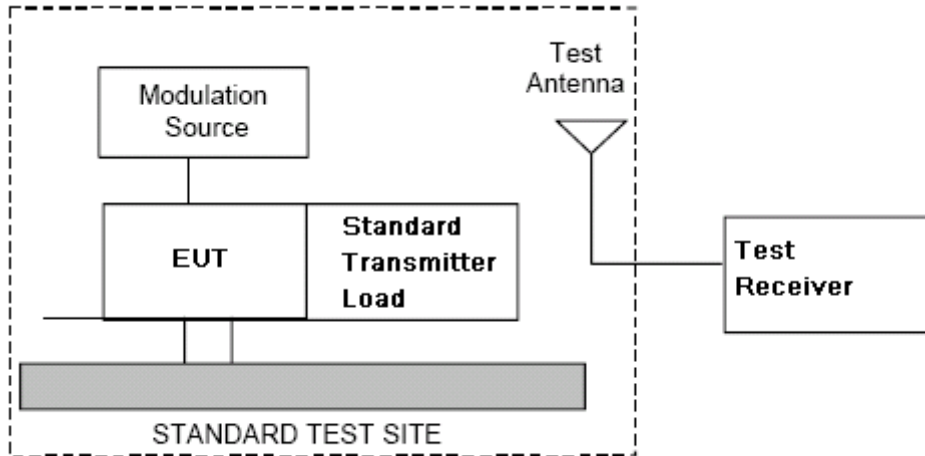 Test
Antenna
Modulation
Source
EUT
Standard
Transmitter
Load
Test
Receiver
STANDARD TEST SITE